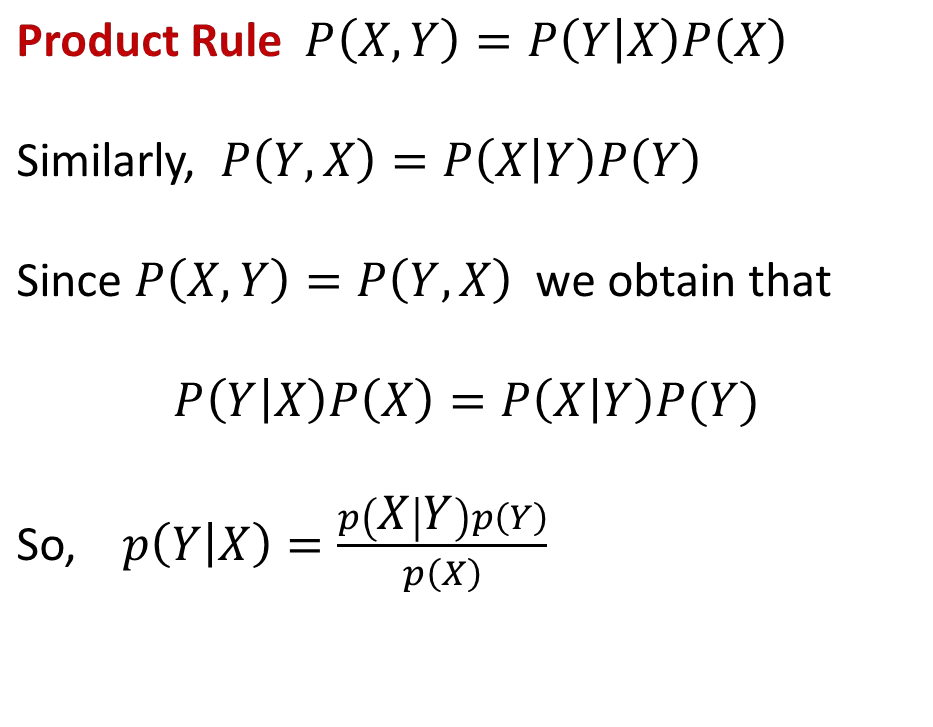 Product Rule P(X,Y) = P(Y|X)P(X)
Similarly, P(Y,X) = P(X|Y)P(Y)
Since P(X,Y) = P(Y,X) we obtain that
P(Y|X)P(X) = P(X|Y)P(Y)
So, p(Y|X) = p(X|Y)p(Y) / p(X)